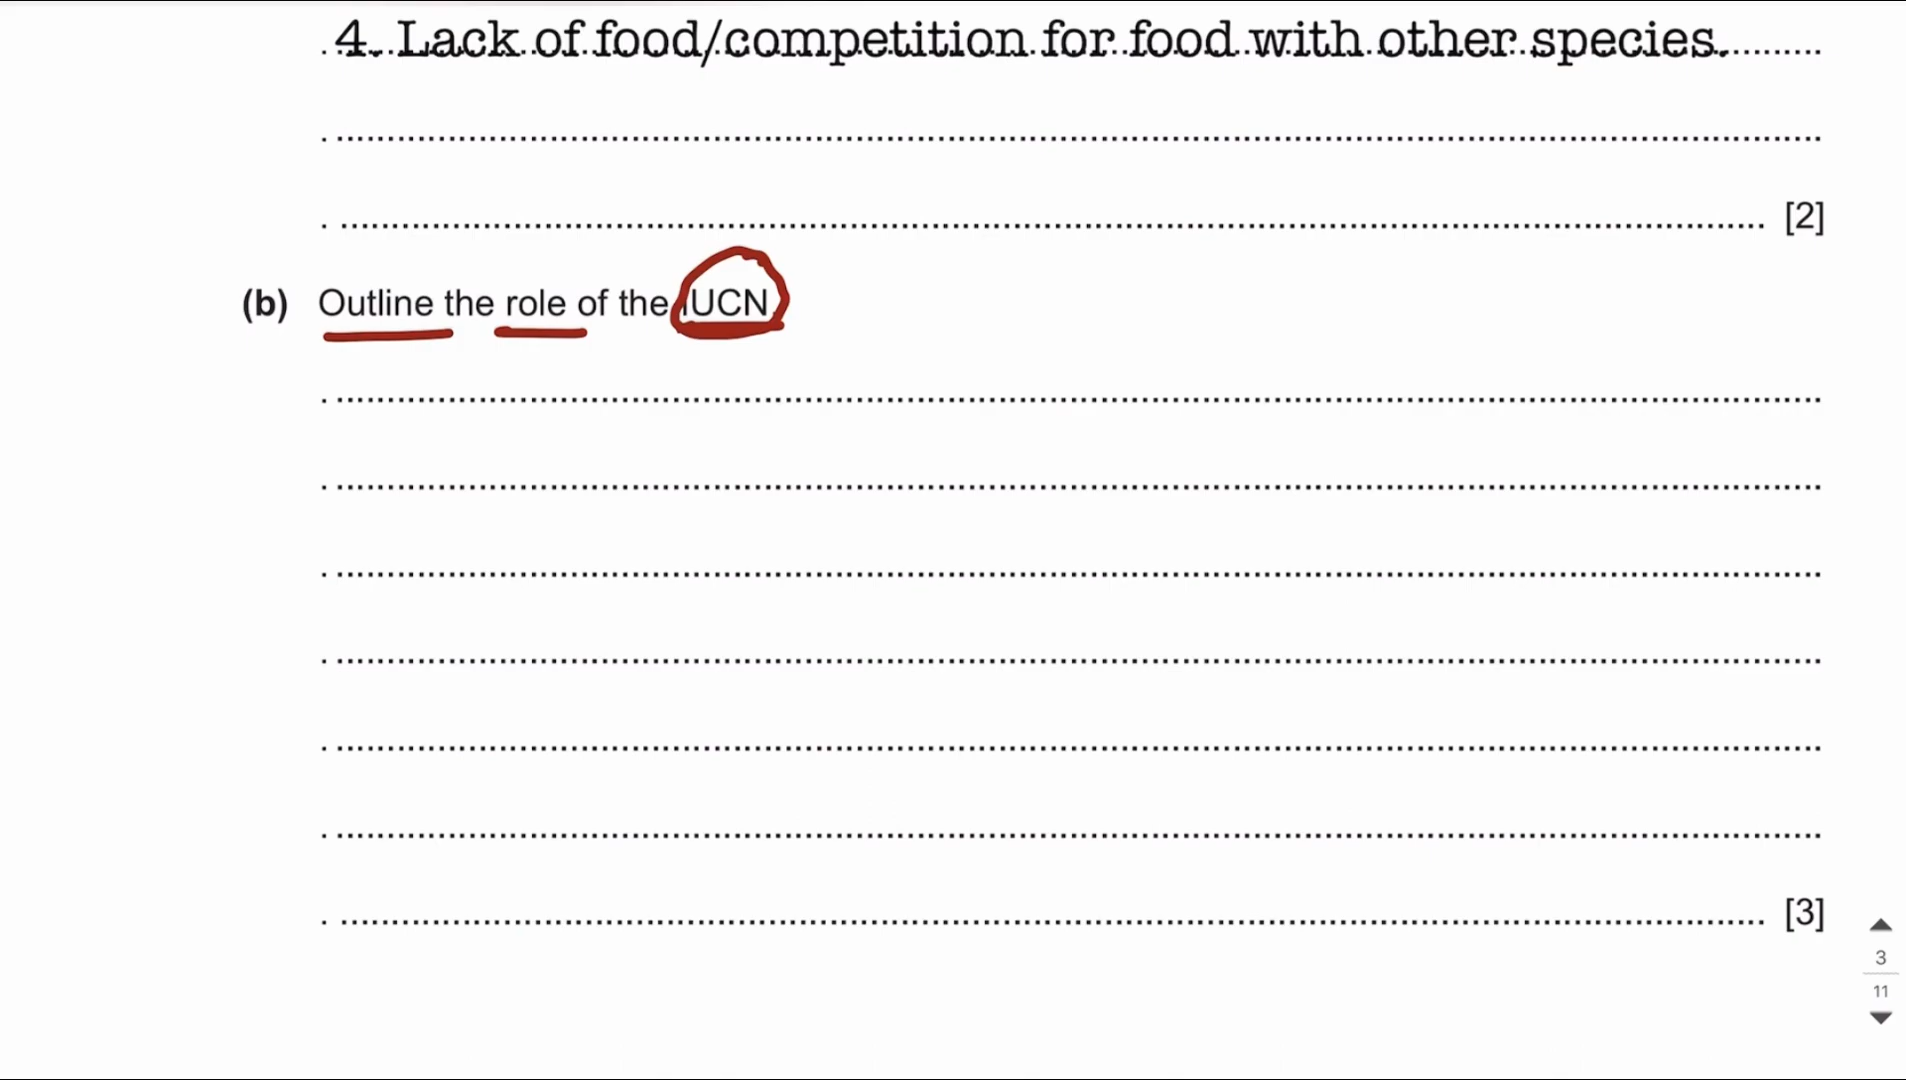 4. Lack of food/competition for food with other species.
[2]
(b) Outline the role of the IUCN.
[3]
3
11